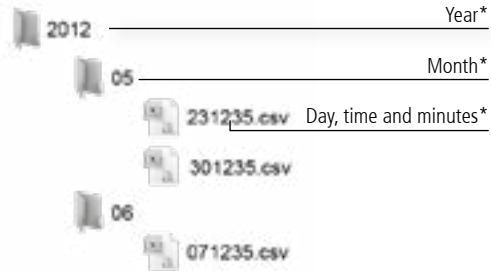 2012 Year*
05 Month*
231235.csv Day, time and minutes*
301235.csv
06
071235.csv